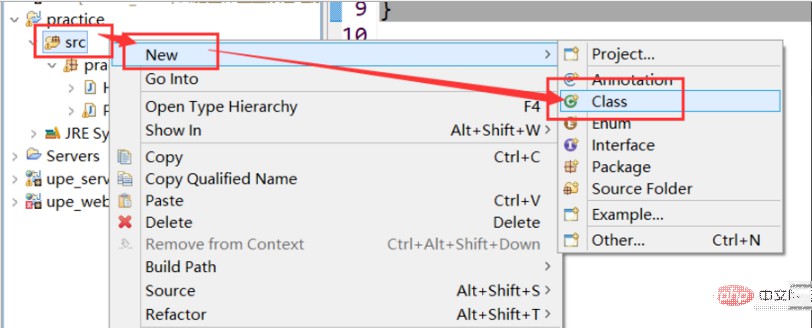 practice
src
pra
H
F
JRE Sy
Servers
upe_serv
upe_web
9 }
10
New
Go Into
Open Type Hierarchy F4
Show In Alt+Shift+W
Copy Ctrl+C
Copy Qualified Name
Paste Ctrl+V
Delete Delete
Remove from Context Ctrl+Alt+Shift+Down
Build Path
Source Alt+Shift+S
Refactor Alt+Shift+T
Project...
Annotation
Class
Enum
Interface
Package
Source Folder
Example...
Other... Ctrl+N
php 中文